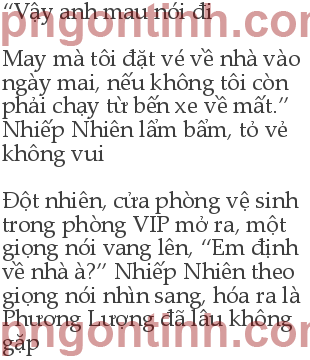 “Vậy anh mau nói đi
pngontinh.com
May mà tôi đặt vé về nhà vào
ngày mai, nếu không tôi còn
phải chạy từ bến xe về mất.”
Nhiếp Nhiên lẩm bẩm, tỏ vẻ
không vui
Đột nhiên, cửa phòng vệ sinh
trong phòng VIP mở ra, một
giọng nói vang lên, “Em định
về nhà à?” Nhiếp Nhiên theo
giọng nói nhìn sang, hóa ra là
Phương Lượng đã lâu không
pngontinh.com
gặp